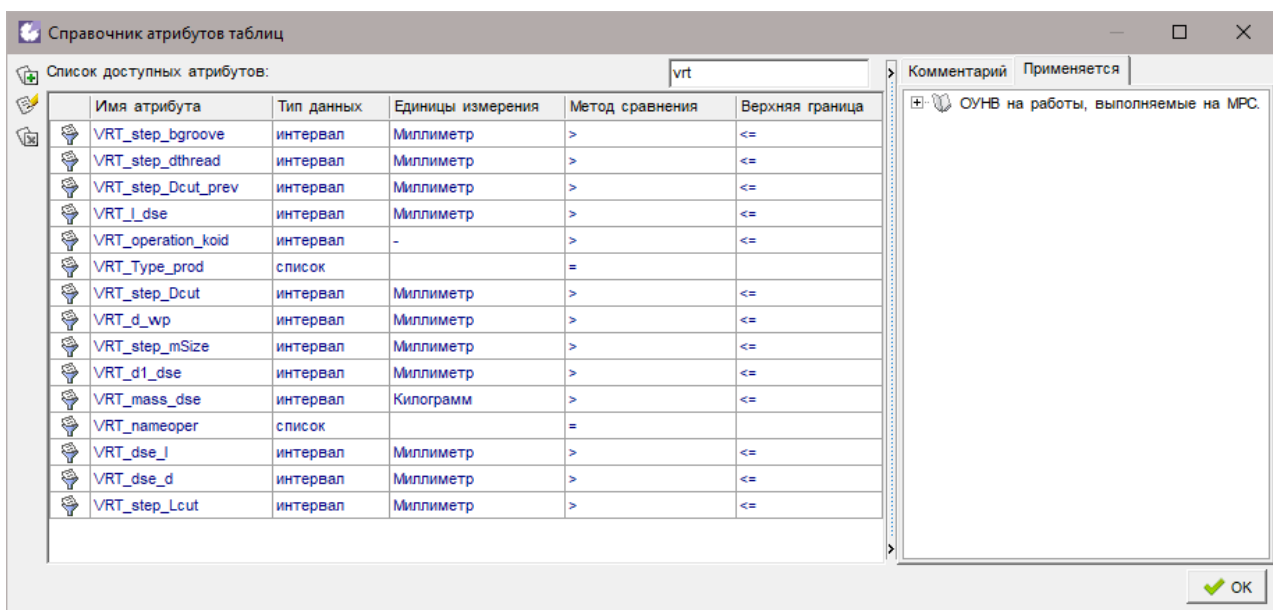 Справочник атрибутов таблиц
Список доступных атрибутов: vrt
Комментарий Применяется
Имя атрибута Тип данных Единицы измерения Метод сравнения Верхняя граница
ОУНВ на работы, выполняемые на МРС.
VRT_step_bgroove интервал Миллиметр > <=
VRT_step_dthread интервал Миллиметр > <=
VRT_step_Dcut_prev интервал Миллиметр > <=
VRT_l_dse интервал Миллиметр > <=
VRT_operation_koid интервал - > <=
VRT_Type_prod список =
VRT_step_Dcut интервал Миллиметр > <=
VRT_d_wp интервал Миллиметр > <=
VRT_step_mSize интервал Миллиметр > <=
VRT_d1_dse интервал Миллиметр > <=
VRT_mass_dse интервал Килограмм > <=
VRT_nameoper список =
VRT_dse_l интервал Миллиметр > <=
VRT_dse_d интервал Миллиметр > <=
VRT_step_Lcut интервал Миллиметр > <=
OK